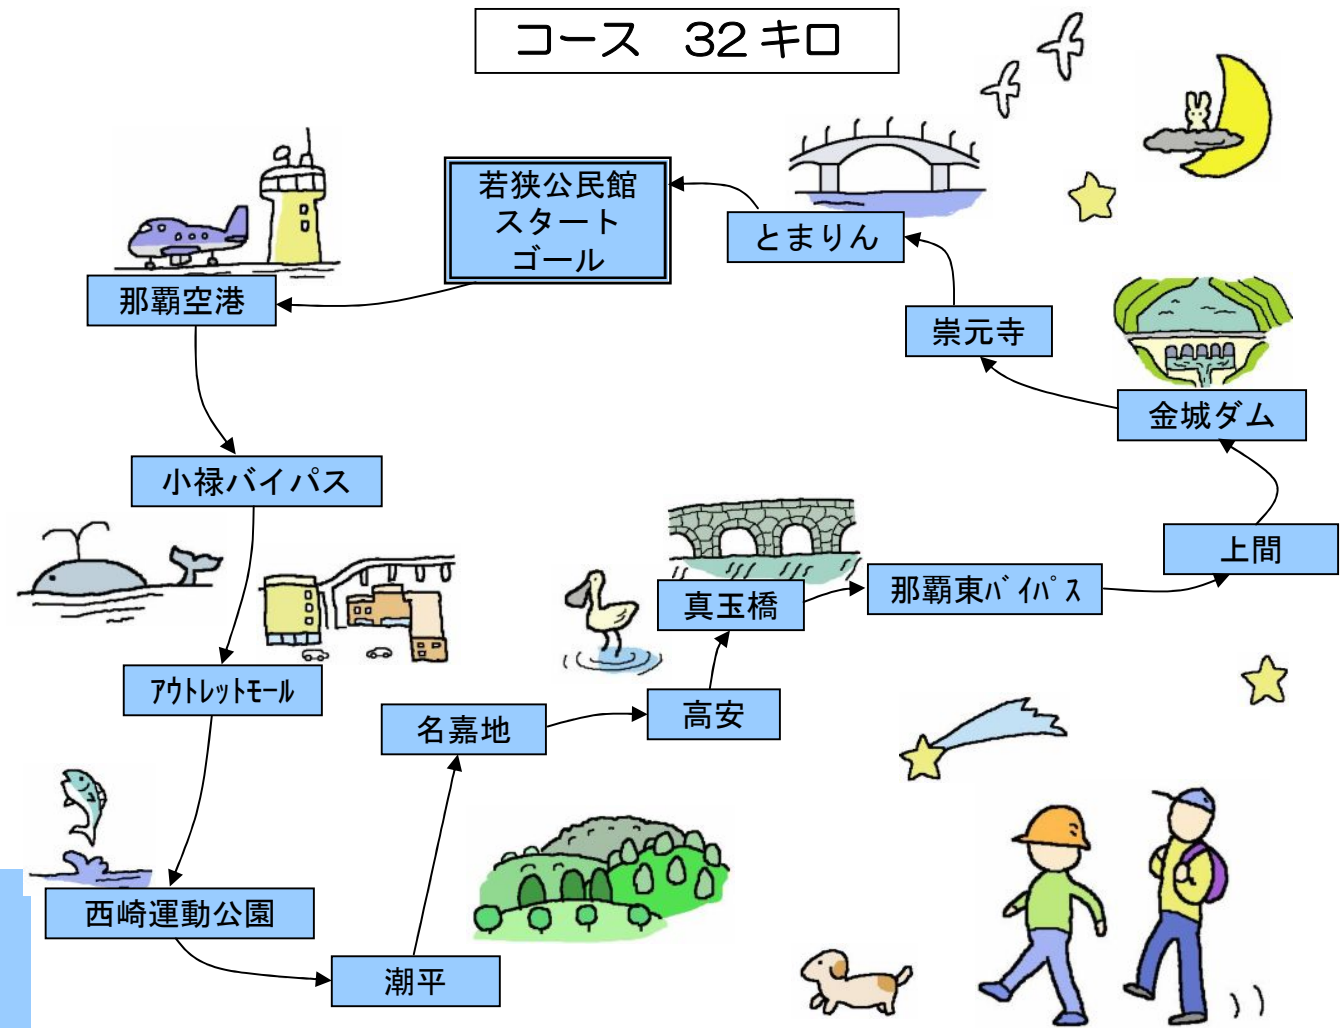 コース　32キロ
若狭公民館
スタート
ゴール
那覇空港
小禄バイパス
ｱｳﾄﾚｯﾄﾓｰﾙ
西崎運動公園
潮平
名嘉地
高安
真玉橋
那覇東ﾊﾞｲﾊﾟｽ
上間
金城ダム
崇元寺
とまりん